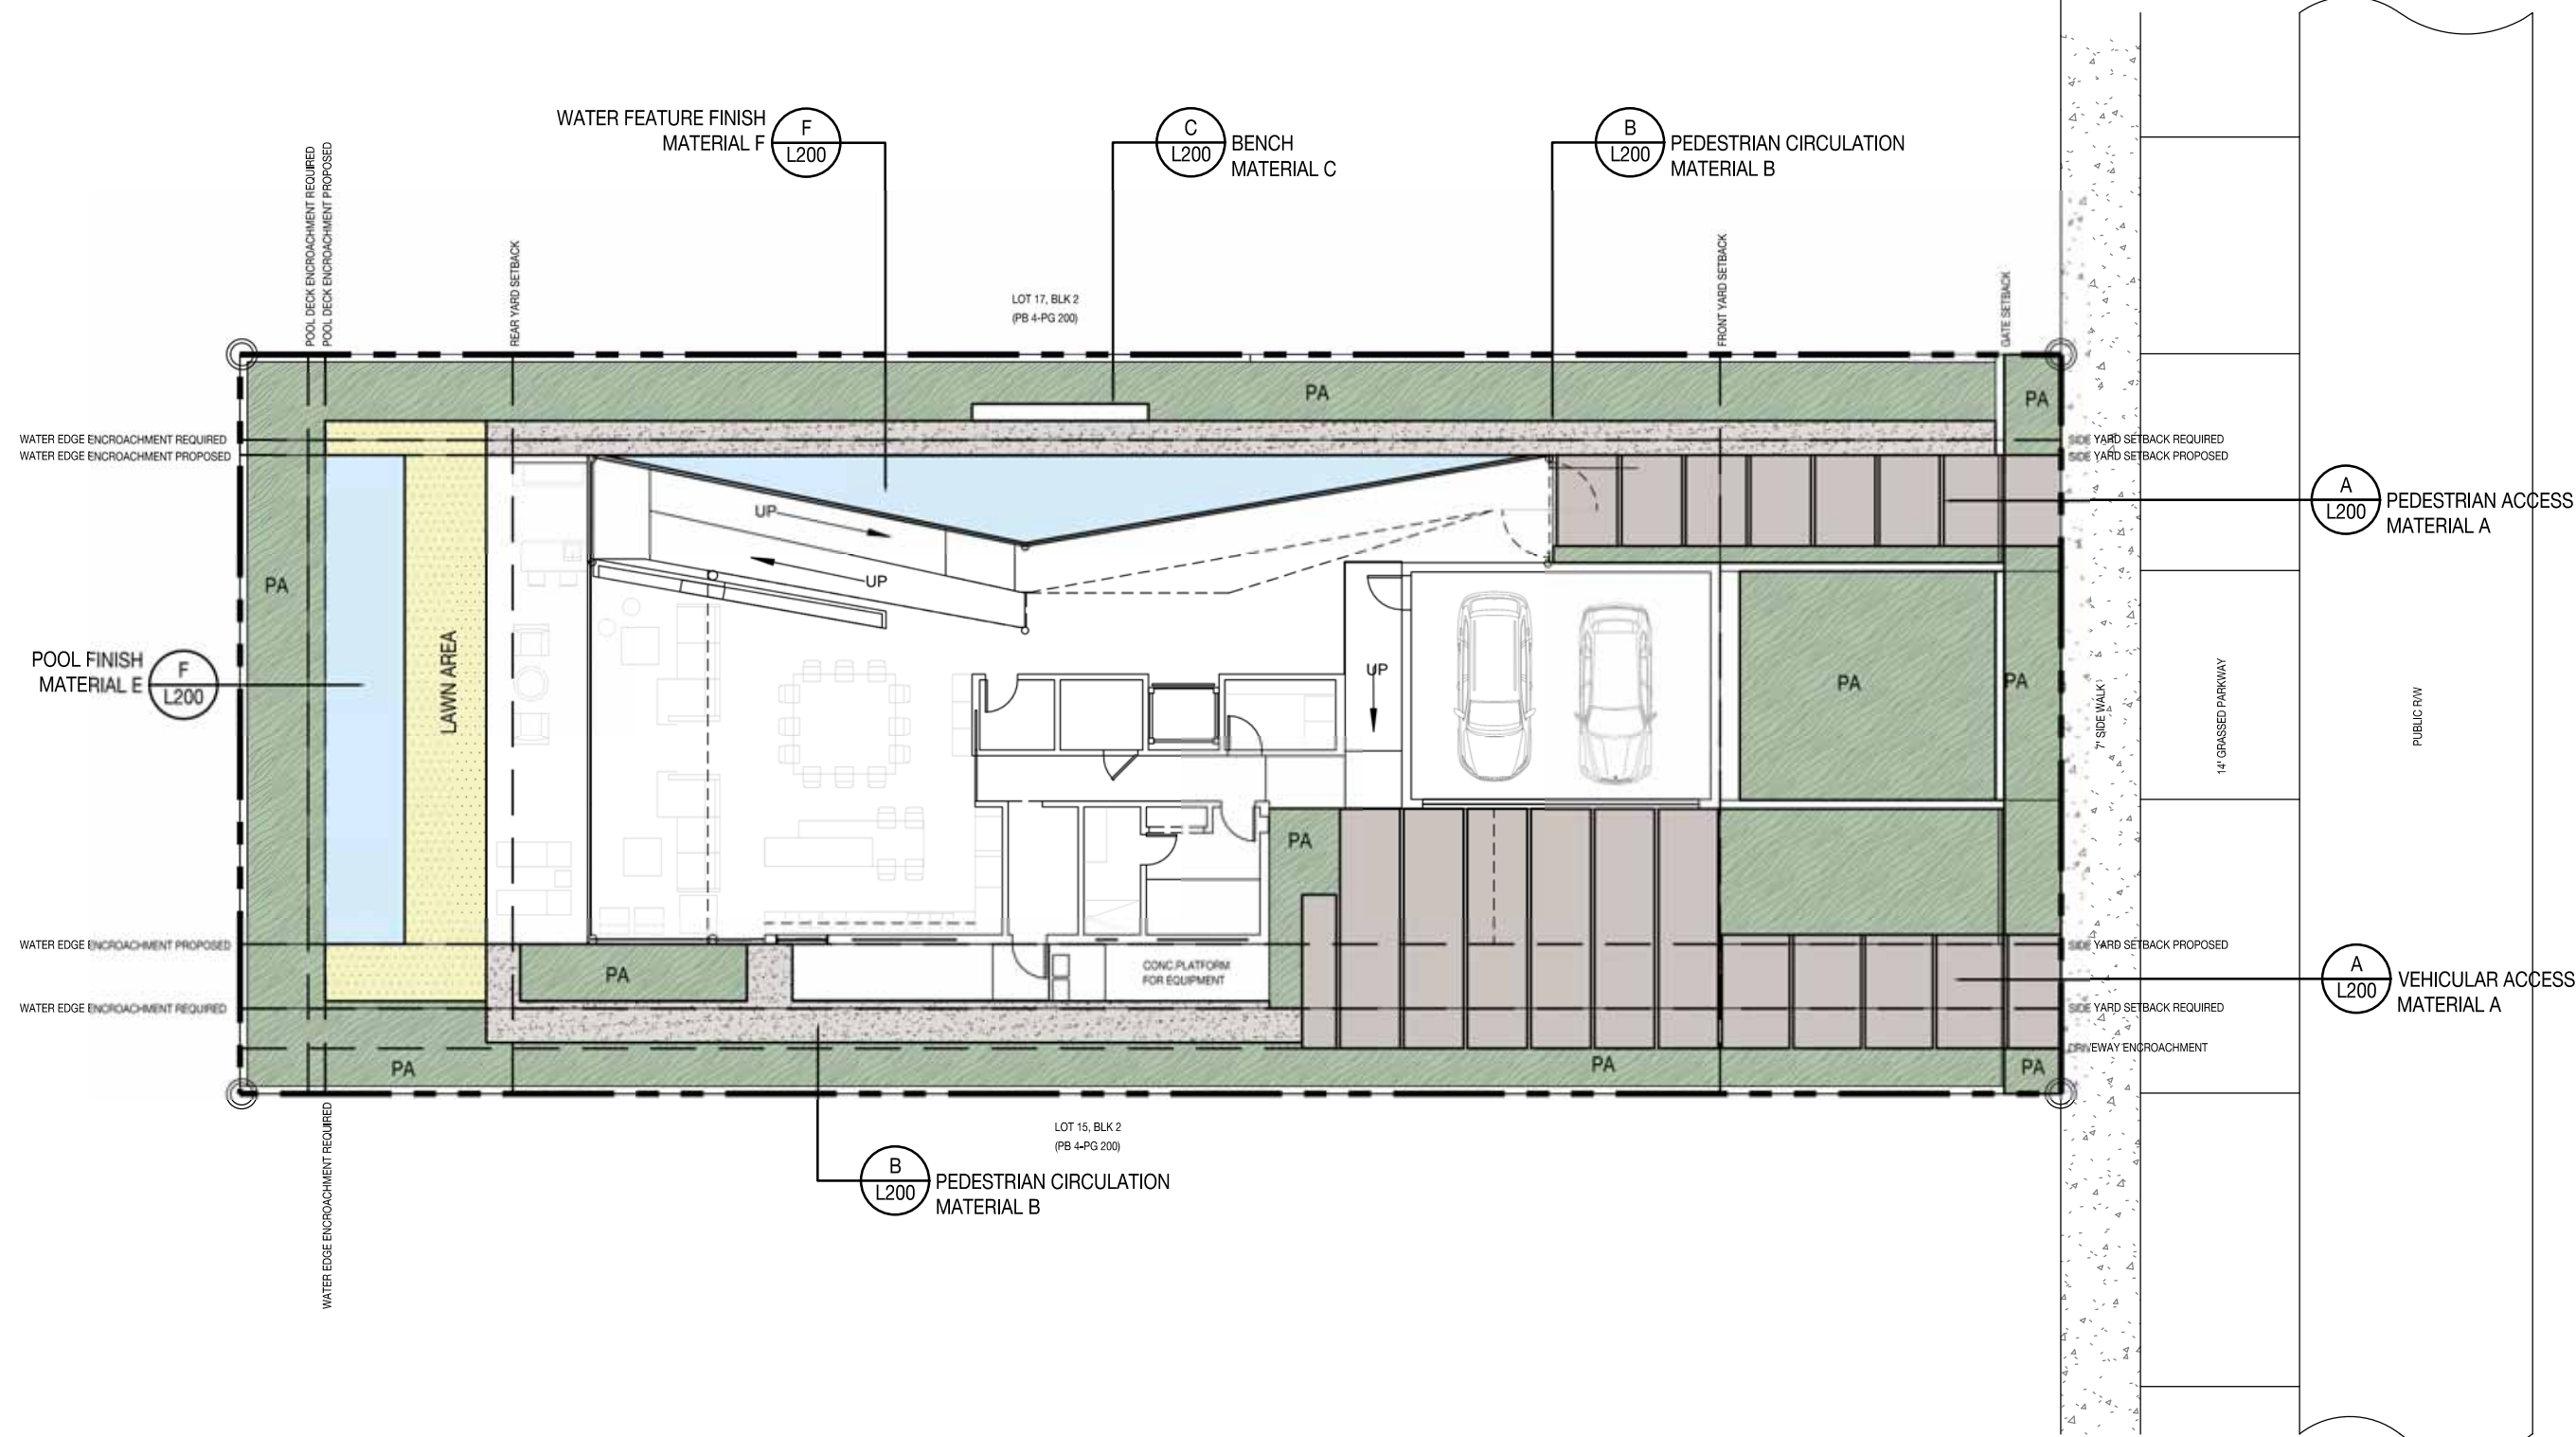 WATER FEATURE FINISH
MATERIAL F
F
L200
C
L200
BENCH
MATERIAL C
B
L200
PEDESTRIAN CIRCULATION
MATERIAL B
POOL DECK ENCROACHMENT REQUIRED
POOL DECK ENCROACHMENT PROPOSED
REAR YARD SETBACK
LOT 17, BLK 2
(PB 4-PG 200)
FRONT YARD SETBACK
GATE SETBACK
PA
PA
WATER EDGE ENCROACHMENT REQUIRED
WATER EDGE ENCROACHMENT PROPOSED
SIDE YARD SETBACK REQUIRED
SIDE YARD SETBACK PROPOSED
A
L200
PEDESTRIAN ACCESS
MATERIAL A
UP
UP
PA
POOL FINISH
MATERIAL E
F
L200
LAWN AREA
UP
PA
PA
7' SIDE WALK
14' GRASSED PARKWAY
PUBLIC R/W
PA
WATER EDGE ENCROACHMENT PROPOSED
SIDE YARD SETBACK PROPOSED
PA
CONC.PLATFORM
FOR EQUIPMENT
A
L200
VEHICULAR ACCESS
MATERIAL A
WATER EDGE ENCROACHMENT REQUIRED
SIDE YARD SETBACK REQUIRED
DRIVEWAY ENCROACHMENT
PA
PA
PA
WATER EDGE ENCROACHMENT REQUIRED
LOT 15, BLK 2
(PB 4-PG 200)
B
L200
PEDESTRIAN CIRCULATION
MATERIAL B